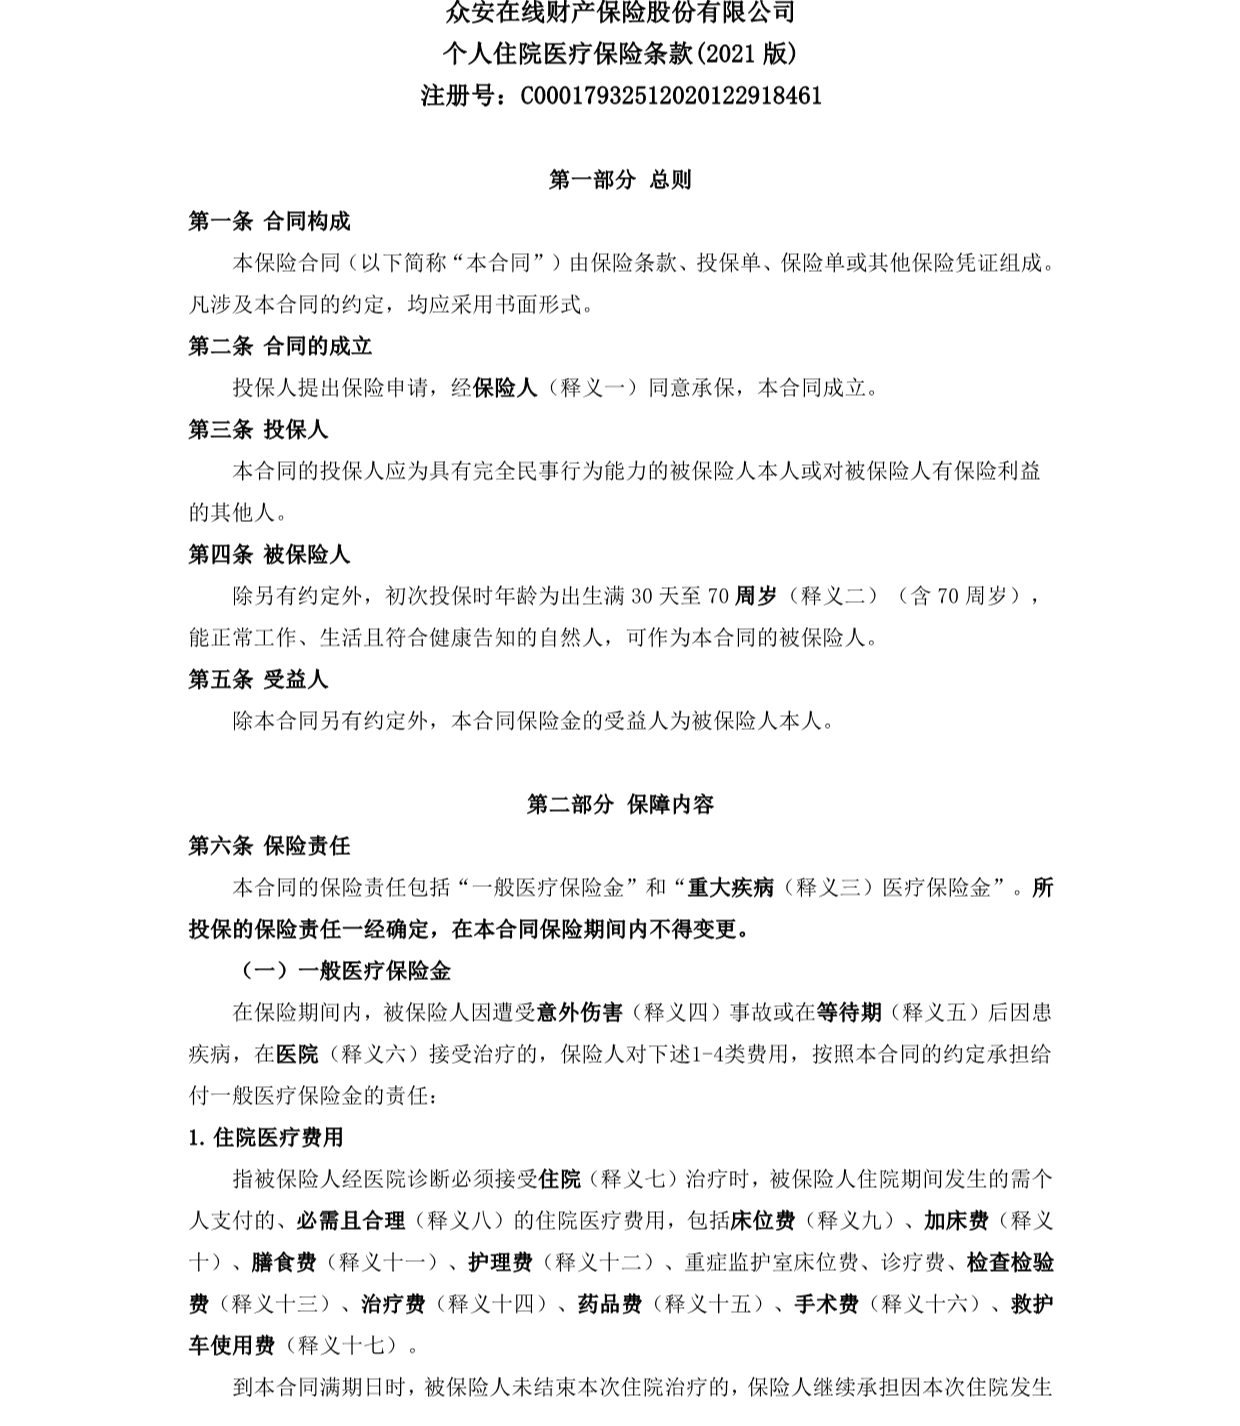 众安在线财产保险股份有限公司
个人住院医疗保险条款(2021 版)
注册号：C00017932512020122918461
第一部分 总则
第一条 合同构成
本保险合同（以下简称“本合同”）由保险条款、投保单、保险单或其他保险凭证组成。
凡涉及本合同的约定，均应采用书面形式。
第二条 合同的成立
投保人提出保险申请，经保险人（释义一）同意承保，本合同成立。
第三条 投保人
本合同的投保人应为具有完全民事行为能力的被保险人本人或对被保险人有保险利益
的其他人。
第四条 被保险人
除另有约定外，初次投保时年龄为出生满 30 天至 70 周岁（释义二）（含 70 周岁），
能正常工作、生活且符合健康告知的自然人，可作为本合同的被保险人。
第五条 受益人
除本合同另有约定外，本合同保险金的受益人为被保险人本人。
第二部分 保障内容
第六条 保险责任
本合同的保险责任包括“一般医疗保险金”和“重大疾病（释义三）医疗保险金”。所
投保的保险责任一经确定，在本合同保险期间内不得变更。
（一）一般医疗保险金
在保险期间内，被保险人因遭受意外伤害（释义四）事故或在等待期（释义五）后因患
疾病，在医院（释义六）接受治疗的，保险人对下述1-4类费用，按照本合同的约定承担给
付一般医疗保险金的责任：
1. 住院医疗费用
指被保险人经医院诊断必须接受住院（释义七）治疗时，被保险人住院期间发生的需个
人支付的、必需且合理（释义八）的住院医疗费用，包括床位费（释义九）、加床费（释义
十）、膳食费（释义十一）、护理费（释义十二）、重症监护室床位费、诊疗费、检查检验
费（释义十三）、治疗费（释义十四）、药品费（释义十五）、手术费（释义十六）、救护
车使用费（释义十七）。
到本合同满期日时，被保险人未结束本次住院治疗的，保险人继续承担因本次住院发生